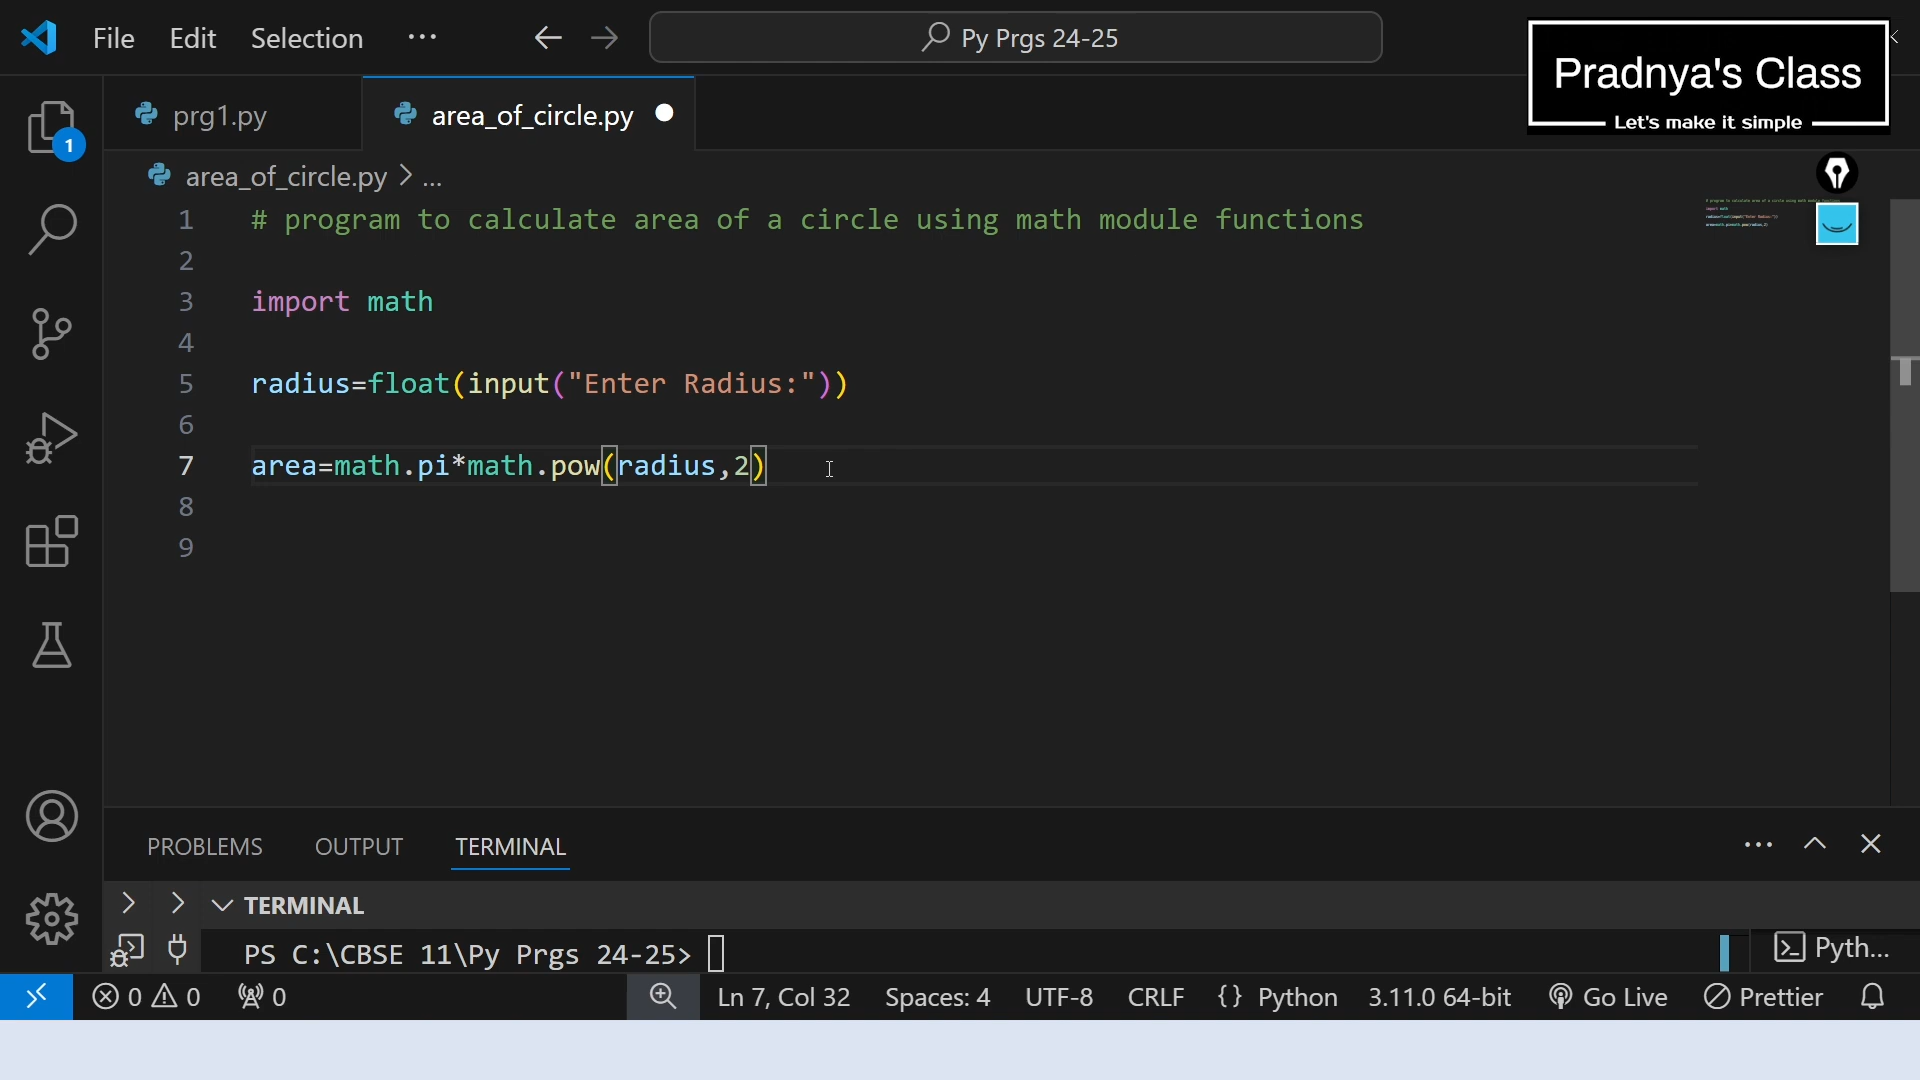 File Edit Selection ...
Py Prgs 24-25
Pradnya's Class
Let's make it simple
prg1.py area_of_circle.py
1
area_of_circle.py > ...
1 # program to calculate area of a circle using math module functions
2
3 import math
4
5 radius=float(input("Enter Radius:"))
6
7 area=math.pi*math.pow(radius,2)
8
9
PROBLEMS OUTPUT TERMINAL
TERMINAL
PS C:\CBSE 11\Py Prgs 24-25>
Pyth...
0 0 0 Ln 7, Col 32 Spaces: 4 UTF-8 CRLF {} Python 3.11.0 64-bit Go Live Prettier